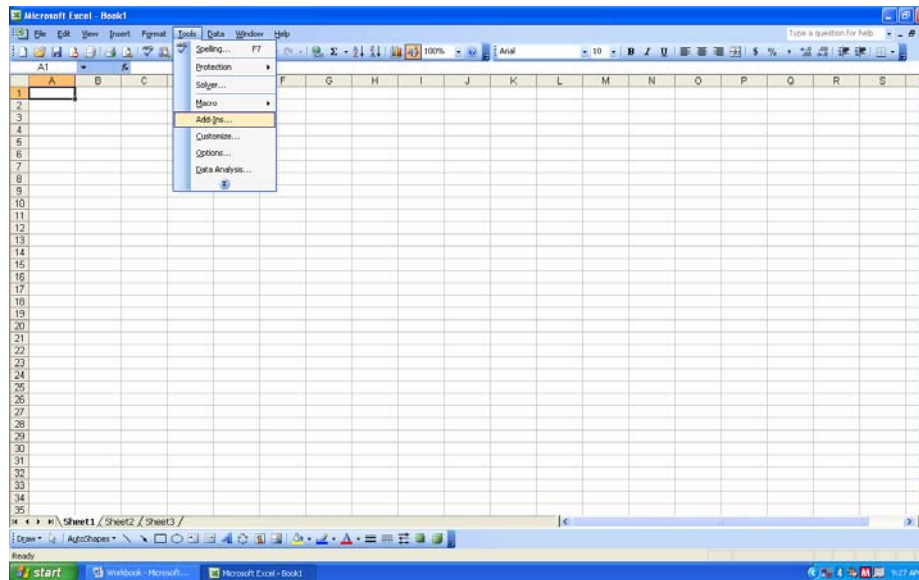 Microsoft Excel - Book1
File Edit View Insert Format Tools Data Window Help
Type a question for help
100%
Arial
10
B I U
$ %
A1
fx
A B C F G H I J K L M N O P Q R S
Spelling... F7
Protection
Solver...
Macro
Add-Ins...
Customize...
Options...
Data Analysis...
1
2
3
4
5
6
7
8
9
10
11
12
13
14
15
16
17
18
19
20
21
22
23
24
25
26
27
28
29
30
31
32
33
34
35
Sheet1 / Sheet2 / Sheet3 /
Draw AutoShapes
Ready
start
Workbook - Microsoft...
Microsoft Excel - Book1
9:27 AM